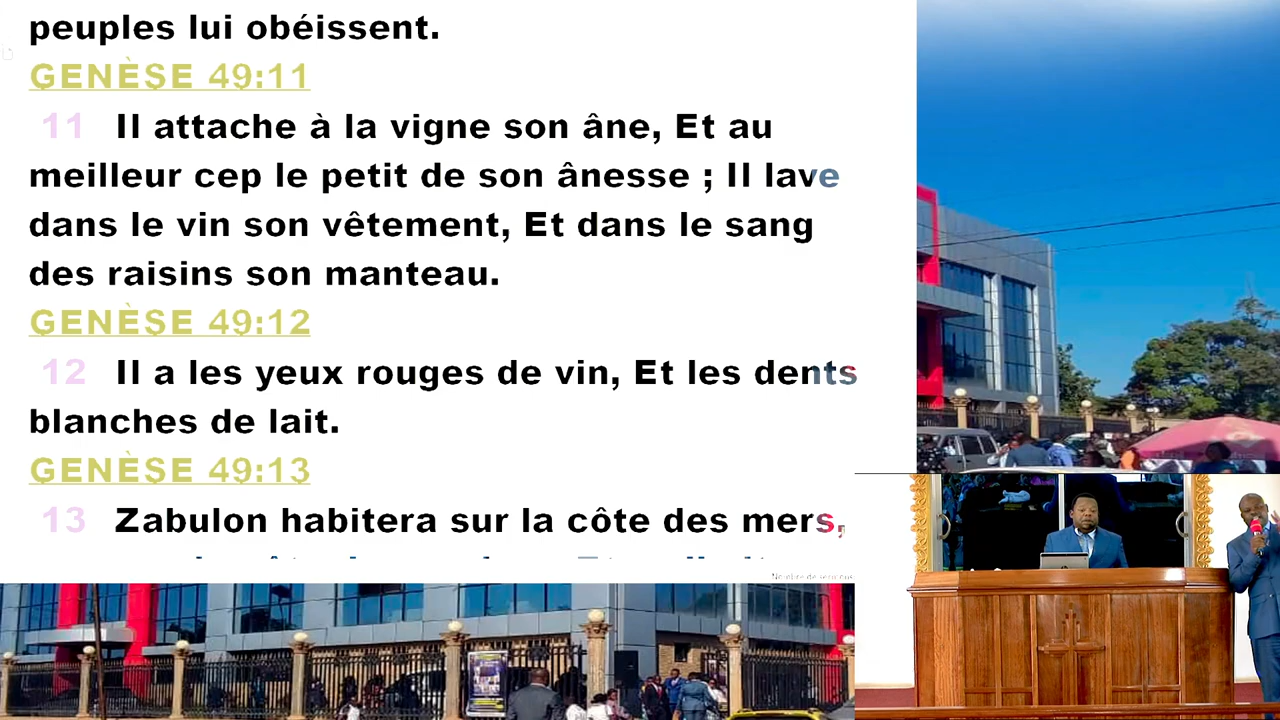 peuples lui obéissent.
GENÈSE 49:11
11 Il attache à la vigne son âne, Et au
meilleur cep le petit de son ânesse ; Il lave
dans le vin son vêtement, Et dans le sang
des raisins son manteau.
GENÈSE 49:12
12 Il a les yeux rouges de vin, Et les dents
blanches de lait.
GENÈSE 49:13
13 Zabulon habitera sur la côte des mers,